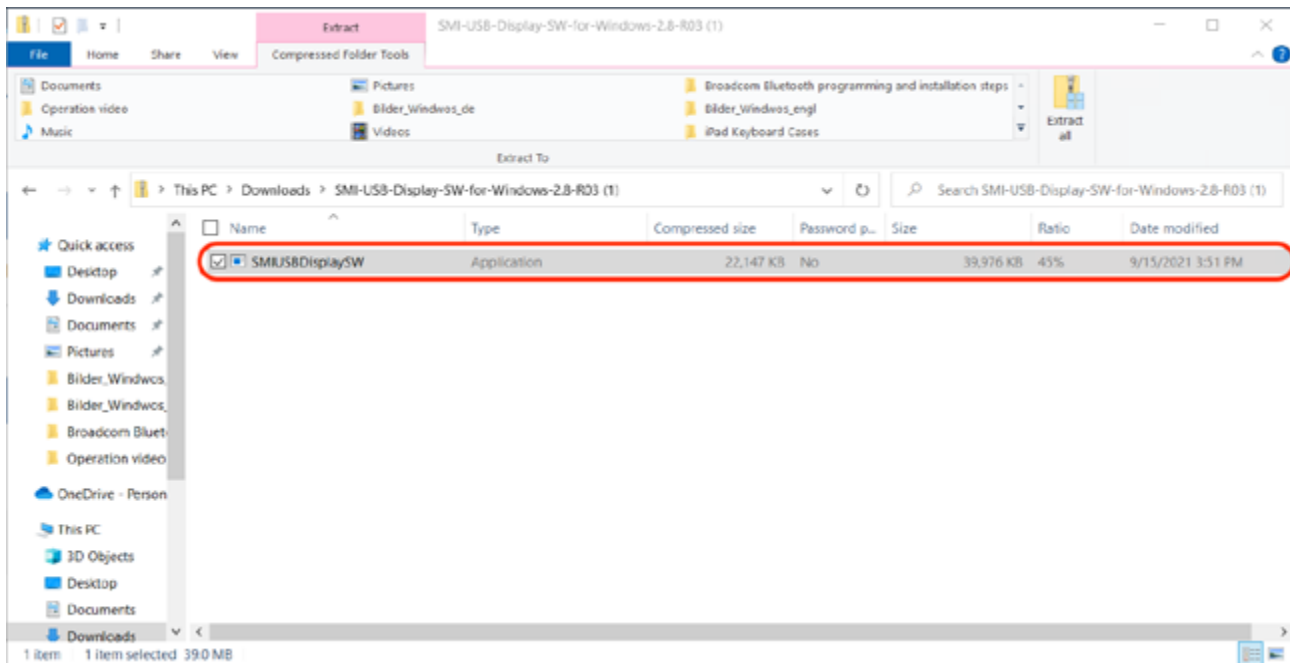 Extract SMI-USB-Display-SW-for-Windows-2.8-R03 (1)
File Home Share View Compressed Folder Tools
Documents Pictures Broadcom Bluetooth programming and installation steps
Operation video Bilder_Windwos_de Bilder_Windwos_engl
Music Videos iPad Keyboard Cases
Extract all
Extract To
This PC > Downloads > SMI-USB-Display-SW-for-Windows-2.8-R03 (1) Search SMI-USB-Display-SW-for-Windows-2.8-R03 (1)
Name Type Compressed size Password p... Size Ratio Date modified
SMIUSBDisplaySW Application 22,147 KB No 39,976 KB 45% 9/15/2021 3:51 PM
Quick access
Desktop
Downloads
Documents
Pictures
Bilder_Windwos_
Bilder_Windwos_
Broadcom Bluet
Operation video
OneDrive - Person
This PC
3D Objects
Desktop
Documents
Downloads
1 item 1 item selected 39.0 MB